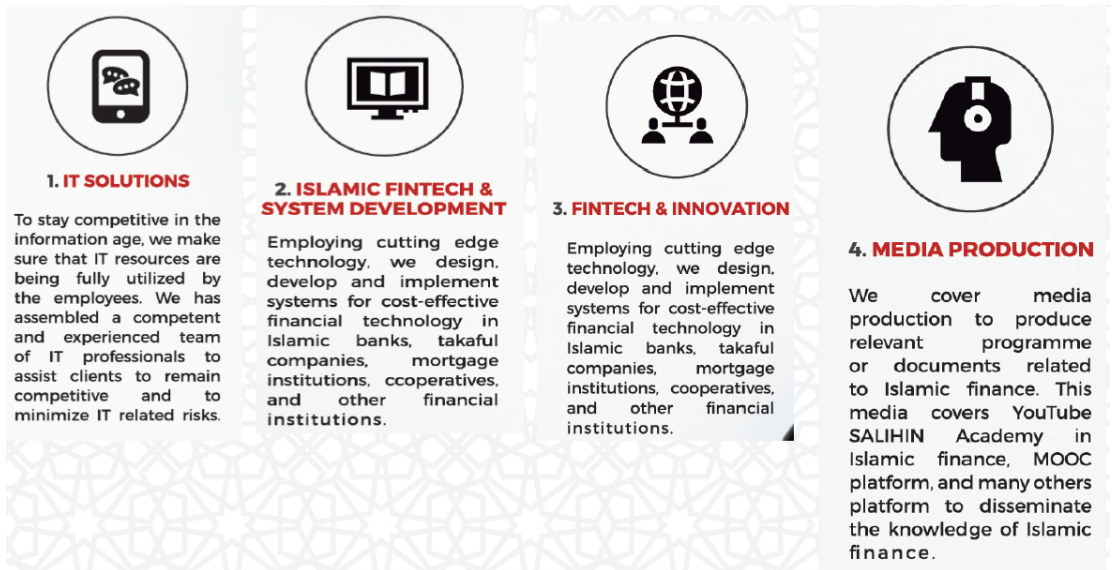 1. IT SOLUTIONS
To stay competitive in the
information age, we make
sure that IT resources are
being fully utilized by
the employees. We has
assembled a competent
and experienced team
of IT professionals to
assist clients to remain
competitive and to
minimize IT related risks.
2. ISLAMIC FINTECH &
SYSTEM DEVELOPMENT
Employing cutting edge
technology, we design,
develop and implement
systems for cost-effective
financial technology in
Islamic banks, takaful
companies, mortgage
institutions, ccoperatives,
and other financial
institutions.
3. FINTECH & INNOVATION
Employing cutting edge
technology, we design,
develop and implement
systems for cost-effective
financial technology in
Islamic banks, takaful
companies, mortgage
institutions, cooperatives,
and other financial
institutions.
4. MEDIA PRODUCTION
We cover media
production to produce
relevant programme
or documents related
to Islamic finance. This
media covers YouTube
SALIHIN Academy in
Islamic finance, MOOC
platform, and many others
platform to disseminate
the knowledge of Islamic
finance.